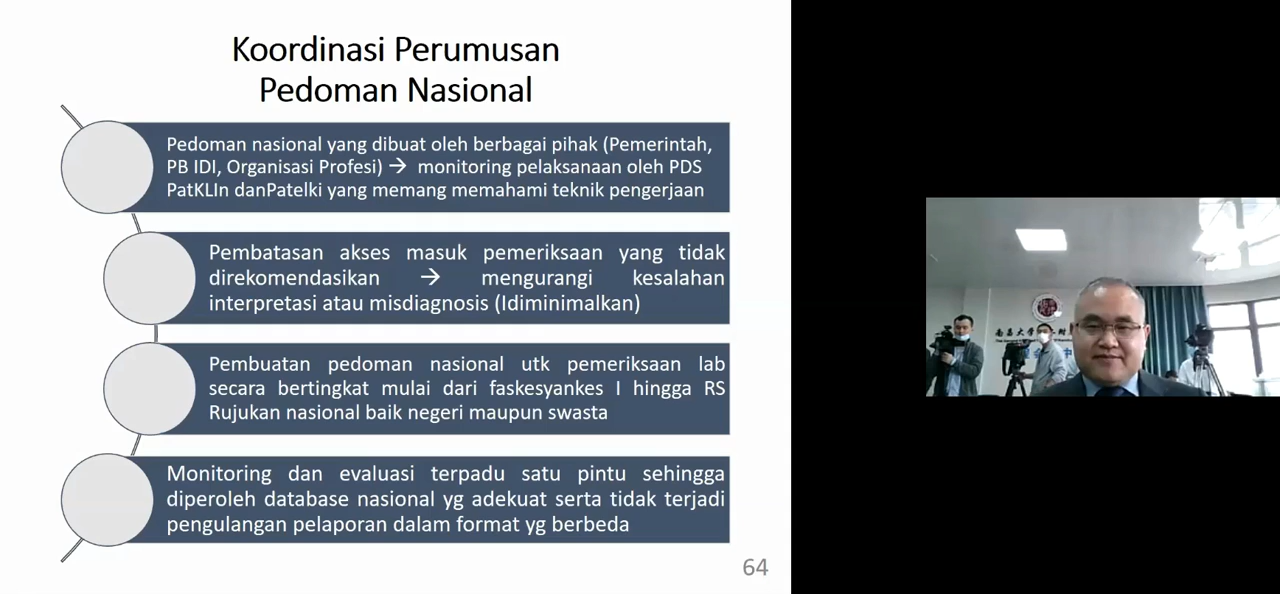 Koordinasi Perumusan
Pedoman Nasional
Pedoman nasional yang dibuat oleh berbagai pihak (Pemerintah,
PB IDI, Organisasi Profesi) → monitoring pelaksanaan oleh PDS
PatKLIn danPatelki yang memang memahami teknik pengerjaan
Pembatasan akses masuk pemeriksaan yang tidak
direkomendasikan → mengurangi kesalahan
interpretasi atau misdiagnosis (Idiminimalkan)
Pembuatan pedoman nasional utk pemeriksaan lab
secara bertingkat mulai dari faskesyankes I hingga RS
Rujukan nasional baik negeri maupun swasta
Monitoring dan evaluasi terpadu satu pintu sehingga
diperoleh database nasional yg adekuat serta tidak terjadi
pengulangan pelaporan dalam format yg berbeda
64
南昌大学